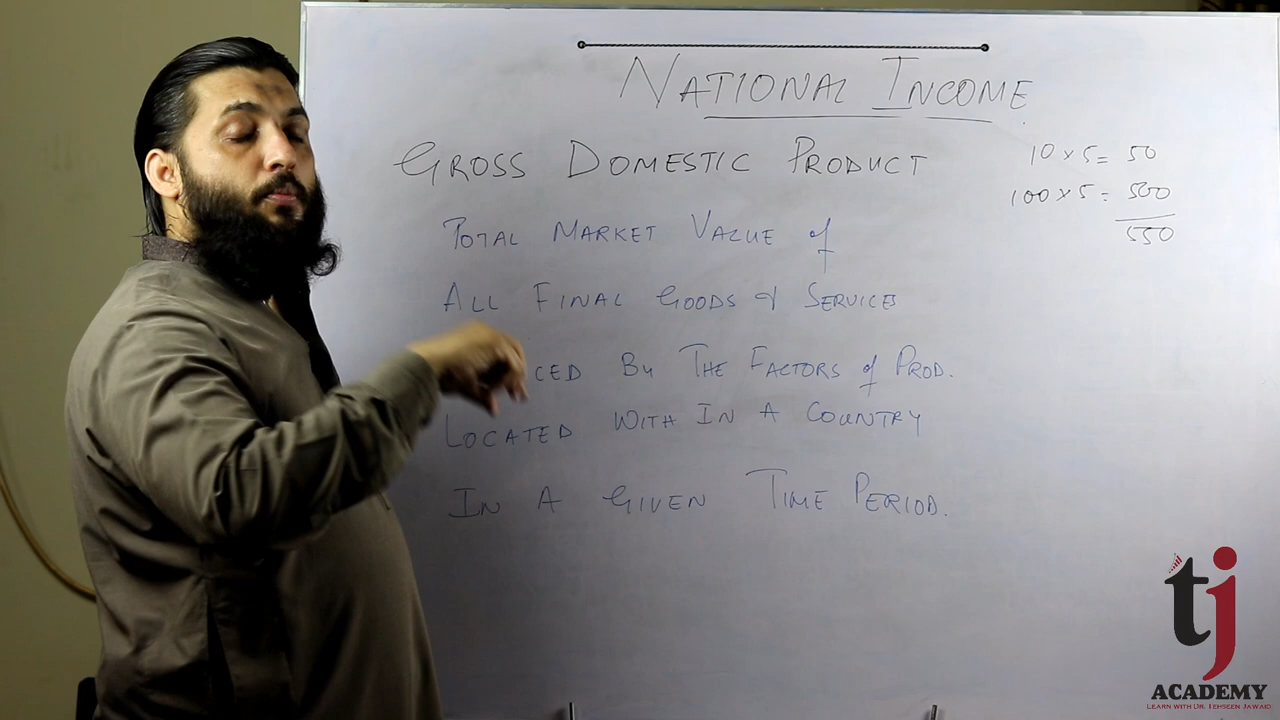 NATIONAL INCOME
GROSS DOMESTIC PRODUCT
10 x 5 = 50
100 x 5 = 500
550
TOTAL MARKET VALUE of
ALL FINAL GOODS & SERVICES
CED BY THE FACTORS of PROD.
LOCATED WITH IN A COUNTRY
IN A GIVEN TIME PERIOD.
tj
ACADEMY
LEARN WITH DR. TEHSEEN JAWAID